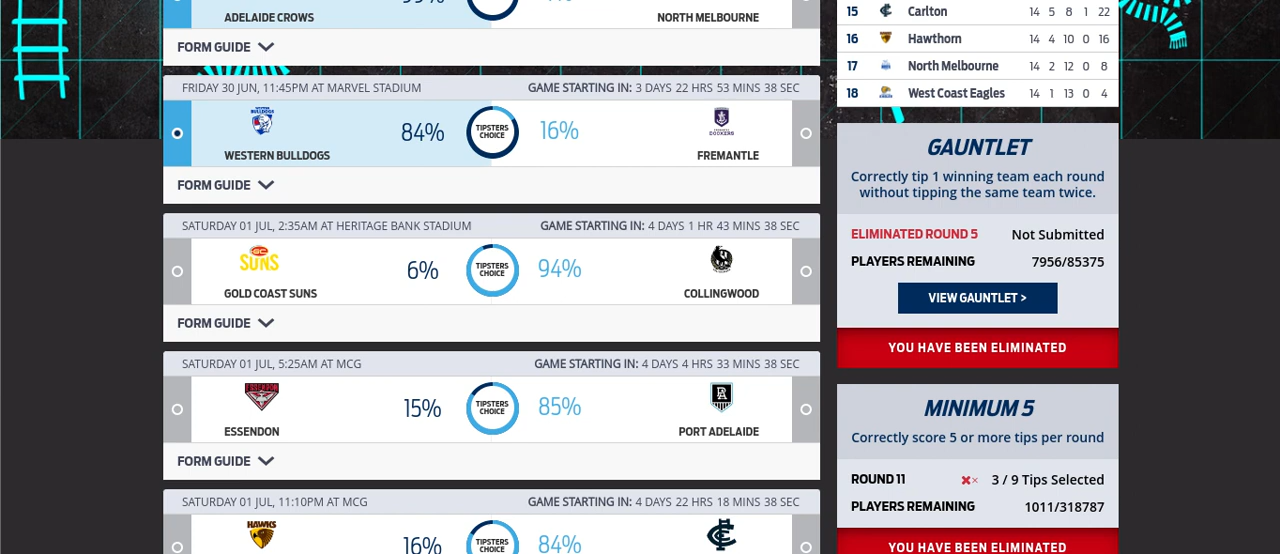 ADELAIDE CROWS
NORTH MELBOURNE
FORM GUIDE
FRIDAY 30 JUN, 11:45PM AT MARVEL STADIUM
GAME STARTING IN: 3 DAYS 22 HRS 53 MINS 38 SEC
84%
TIPSTERS
CHOICE
16%
WESTERN BULLDOGS
FREMANTLE
FORM GUIDE
SATURDAY 01 JUL, 2:35AM AT HERITAGE BANK STADIUM
GAME STARTING IN: 4 DAYS 1 HR 43 MINS 38 SEC
SUNS
6%
TIPSTERS
CHOICE
94%
GOLD COAST SUNS
COLLINGWOOD
FORM GUIDE
SATURDAY 01 JUL, 5:25AM AT MCG
GAME STARTING IN: 4 DAYS 4 HRS 33 MINS 38 SEC
ESSENDON
15%
TIPSTERS
CHOICE
85%
PA
ESSENDON
PORT ADELAIDE
FORM GUIDE
SATURDAY 01 JUL, 11:10PM AT MCG
GAME STARTING IN: 4 DAYS 22 HRS 18 MINS 38 SEC
HAWKS
16%
TIPSTERS
CHOICE
84%
15 Carlton 14 5 8 1 22
16 Hawthorn 14 4 10 0 16
17 North Melbourne 14 2 12 0 8
18 West Coast Eagles 14 1 13 0 4
GAUNTLET
Correctly tip 1 winning team each round
without tipping the same team twice.
ELIMINATED ROUND 5 Not Submitted
PLAYERS REMAINING 7956/85375
VIEW GAUNTLET >
YOU HAVE BEEN ELIMINATED
MINIMUM 5
Correctly score 5 or more tips per round
ROUND 11 3 / 9 Tips Selected
PLAYERS REMAINING 1011/318787
YOU HAVE BEEN ELIMINATED